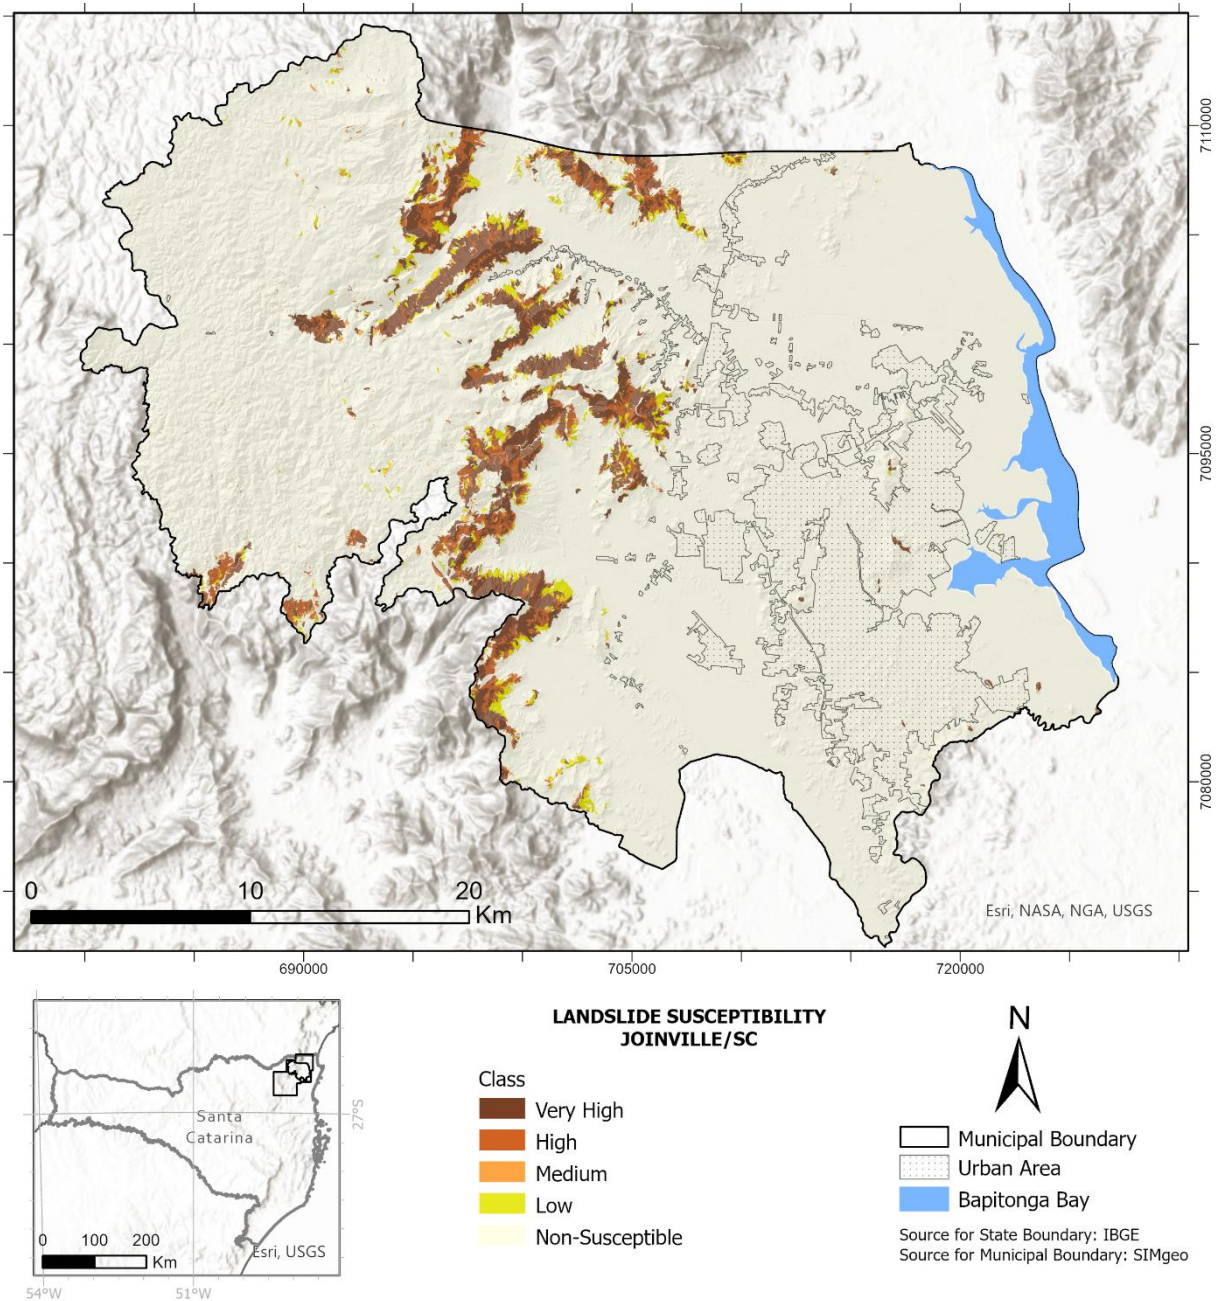 7110000
7095000
7080000
0 10 20
Km
Esri, NASA, NGA, USGS
690000 705000 720000
Santa
Catarina
27°S
0 100 200
Km
Esri, USGS
54°W 51°W
LANDSLIDE SUSCEPTIBILITY
JOINVILLE/SC
Class
Very High
High
Medium
Low
Non-Susceptible
N
Municipal Boundary
Urban Area
Bapitonga Bay
Source for State Boundary: IBGE
Source for Municipal Boundary: SIMgeo